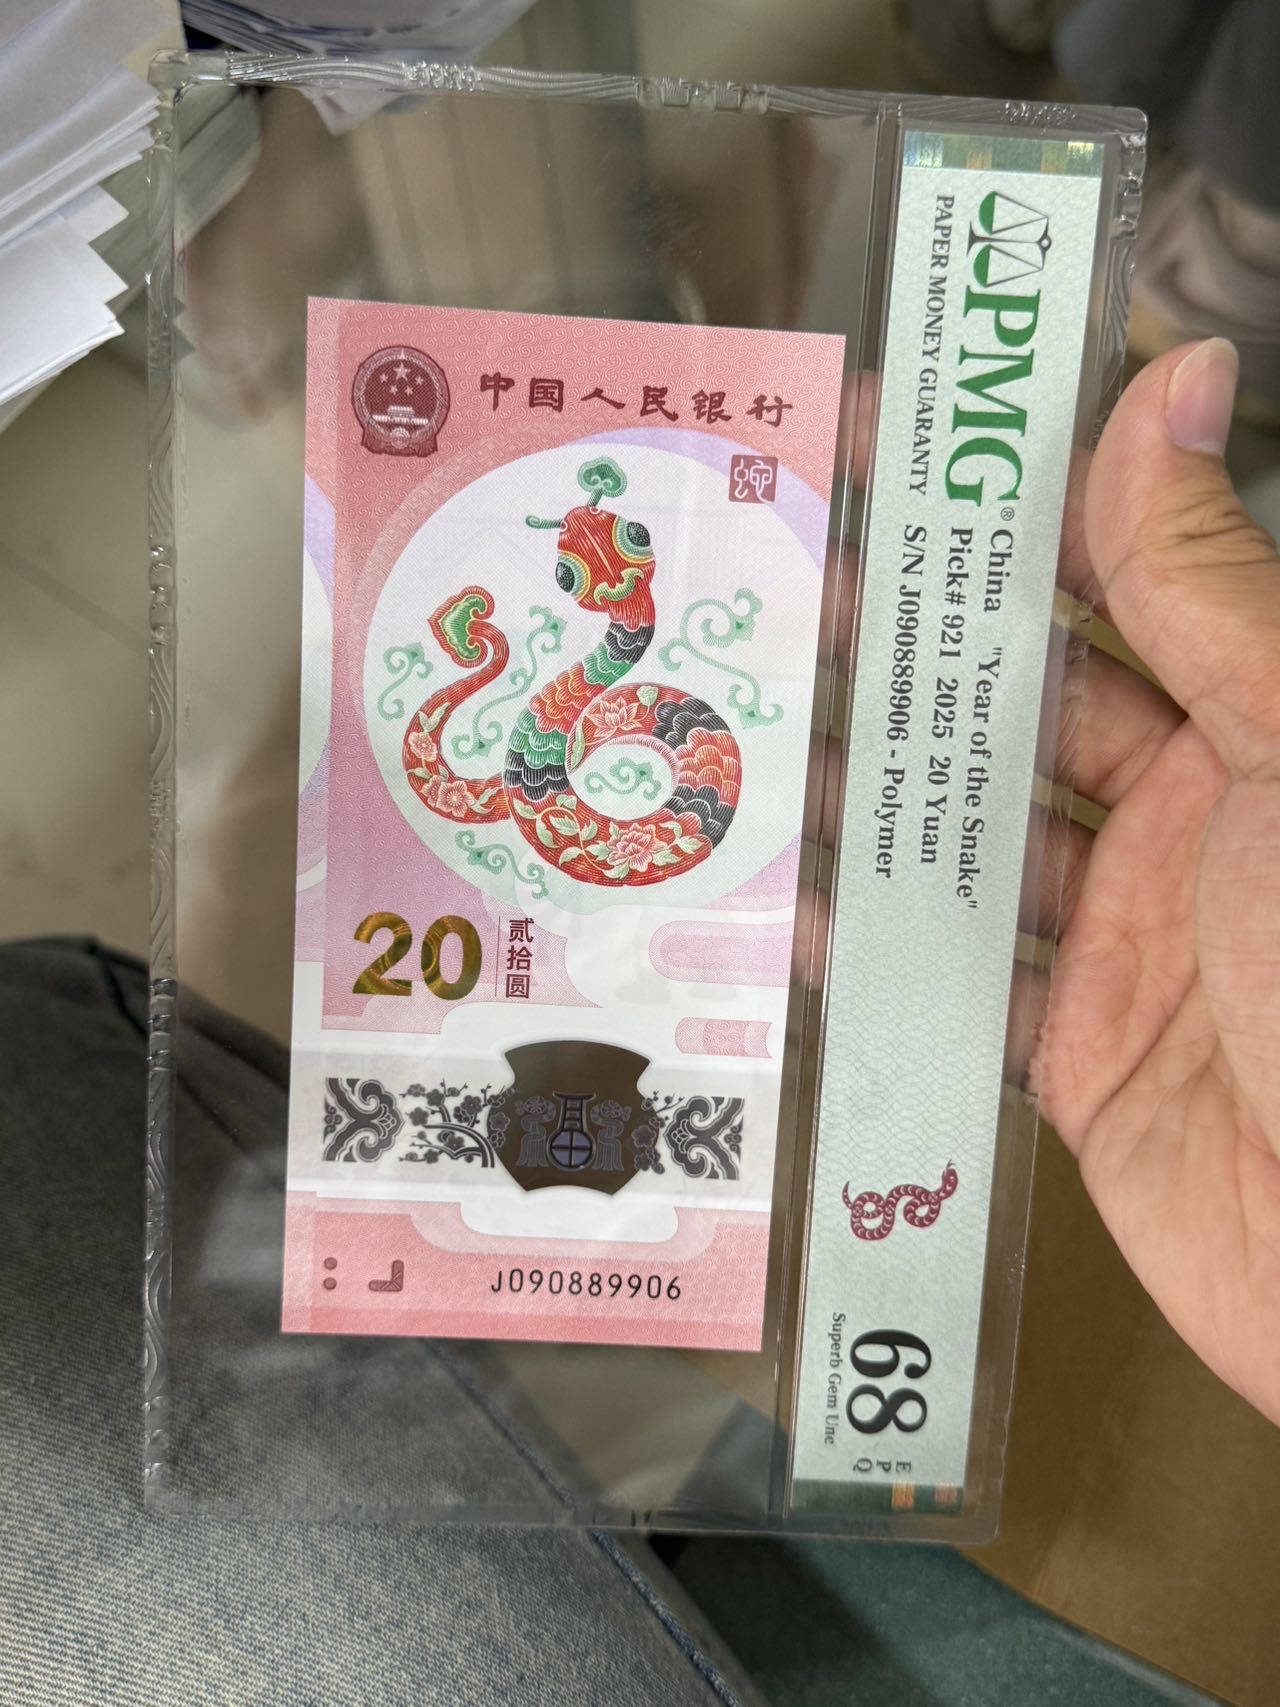 中国人民银行
蛇
20
贰拾圆
福
J090889906
PMG®
PAPER MONEY GUARANTY
China "Year of the Snake"
Pick# 921 2025 20 Yuan
S/N J090889906 - Polymer
68
EPQ
Superb Gem Unc